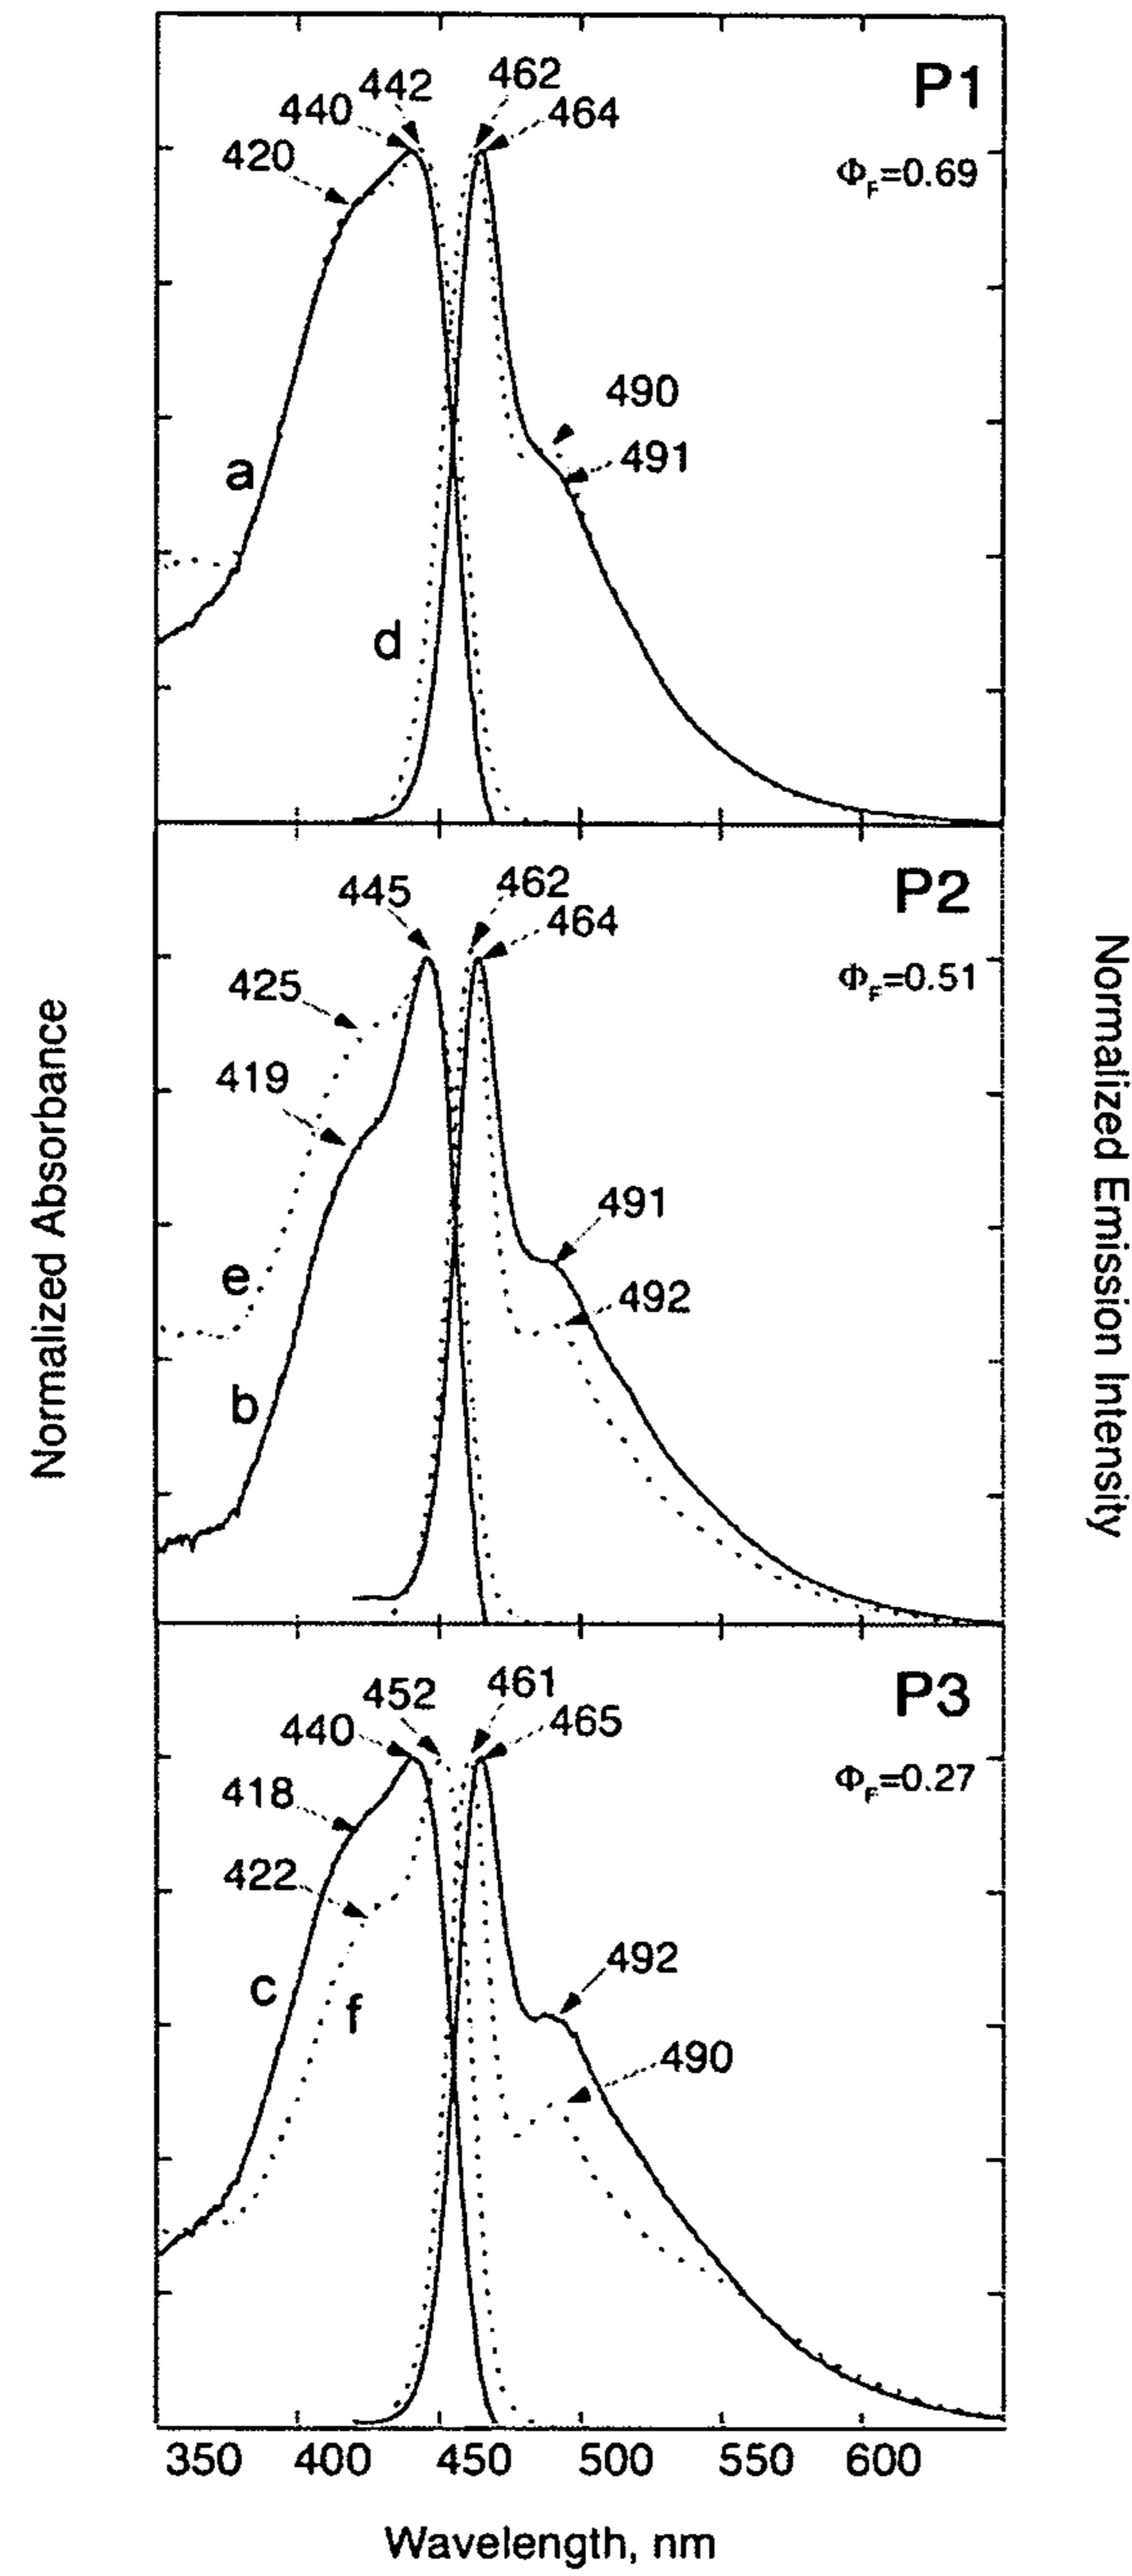 P1
442
462
440
464
420
ΦF=0.69
490
491
a
d
P2
445
462
464
425
ΦF=0.51
419
491
e
492
b
P3
452
461
440
465
418
ΦF=0.27
422
492
c
f
490
350 400 450 500 550 600
Wavelength, nm
Normalized Absorbance
Normalized Emission Intensity